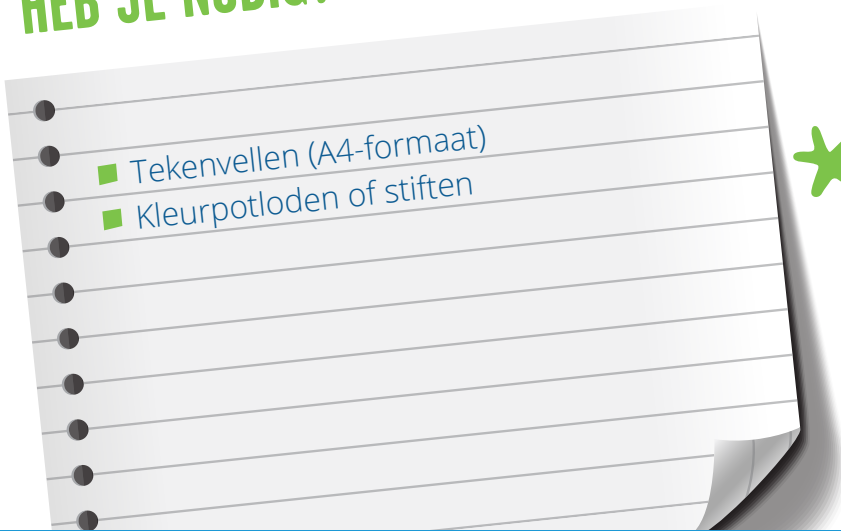 HEB JE NODIG?
Tekenvellen (A4-formaat)
Kleurpotloden of stiften